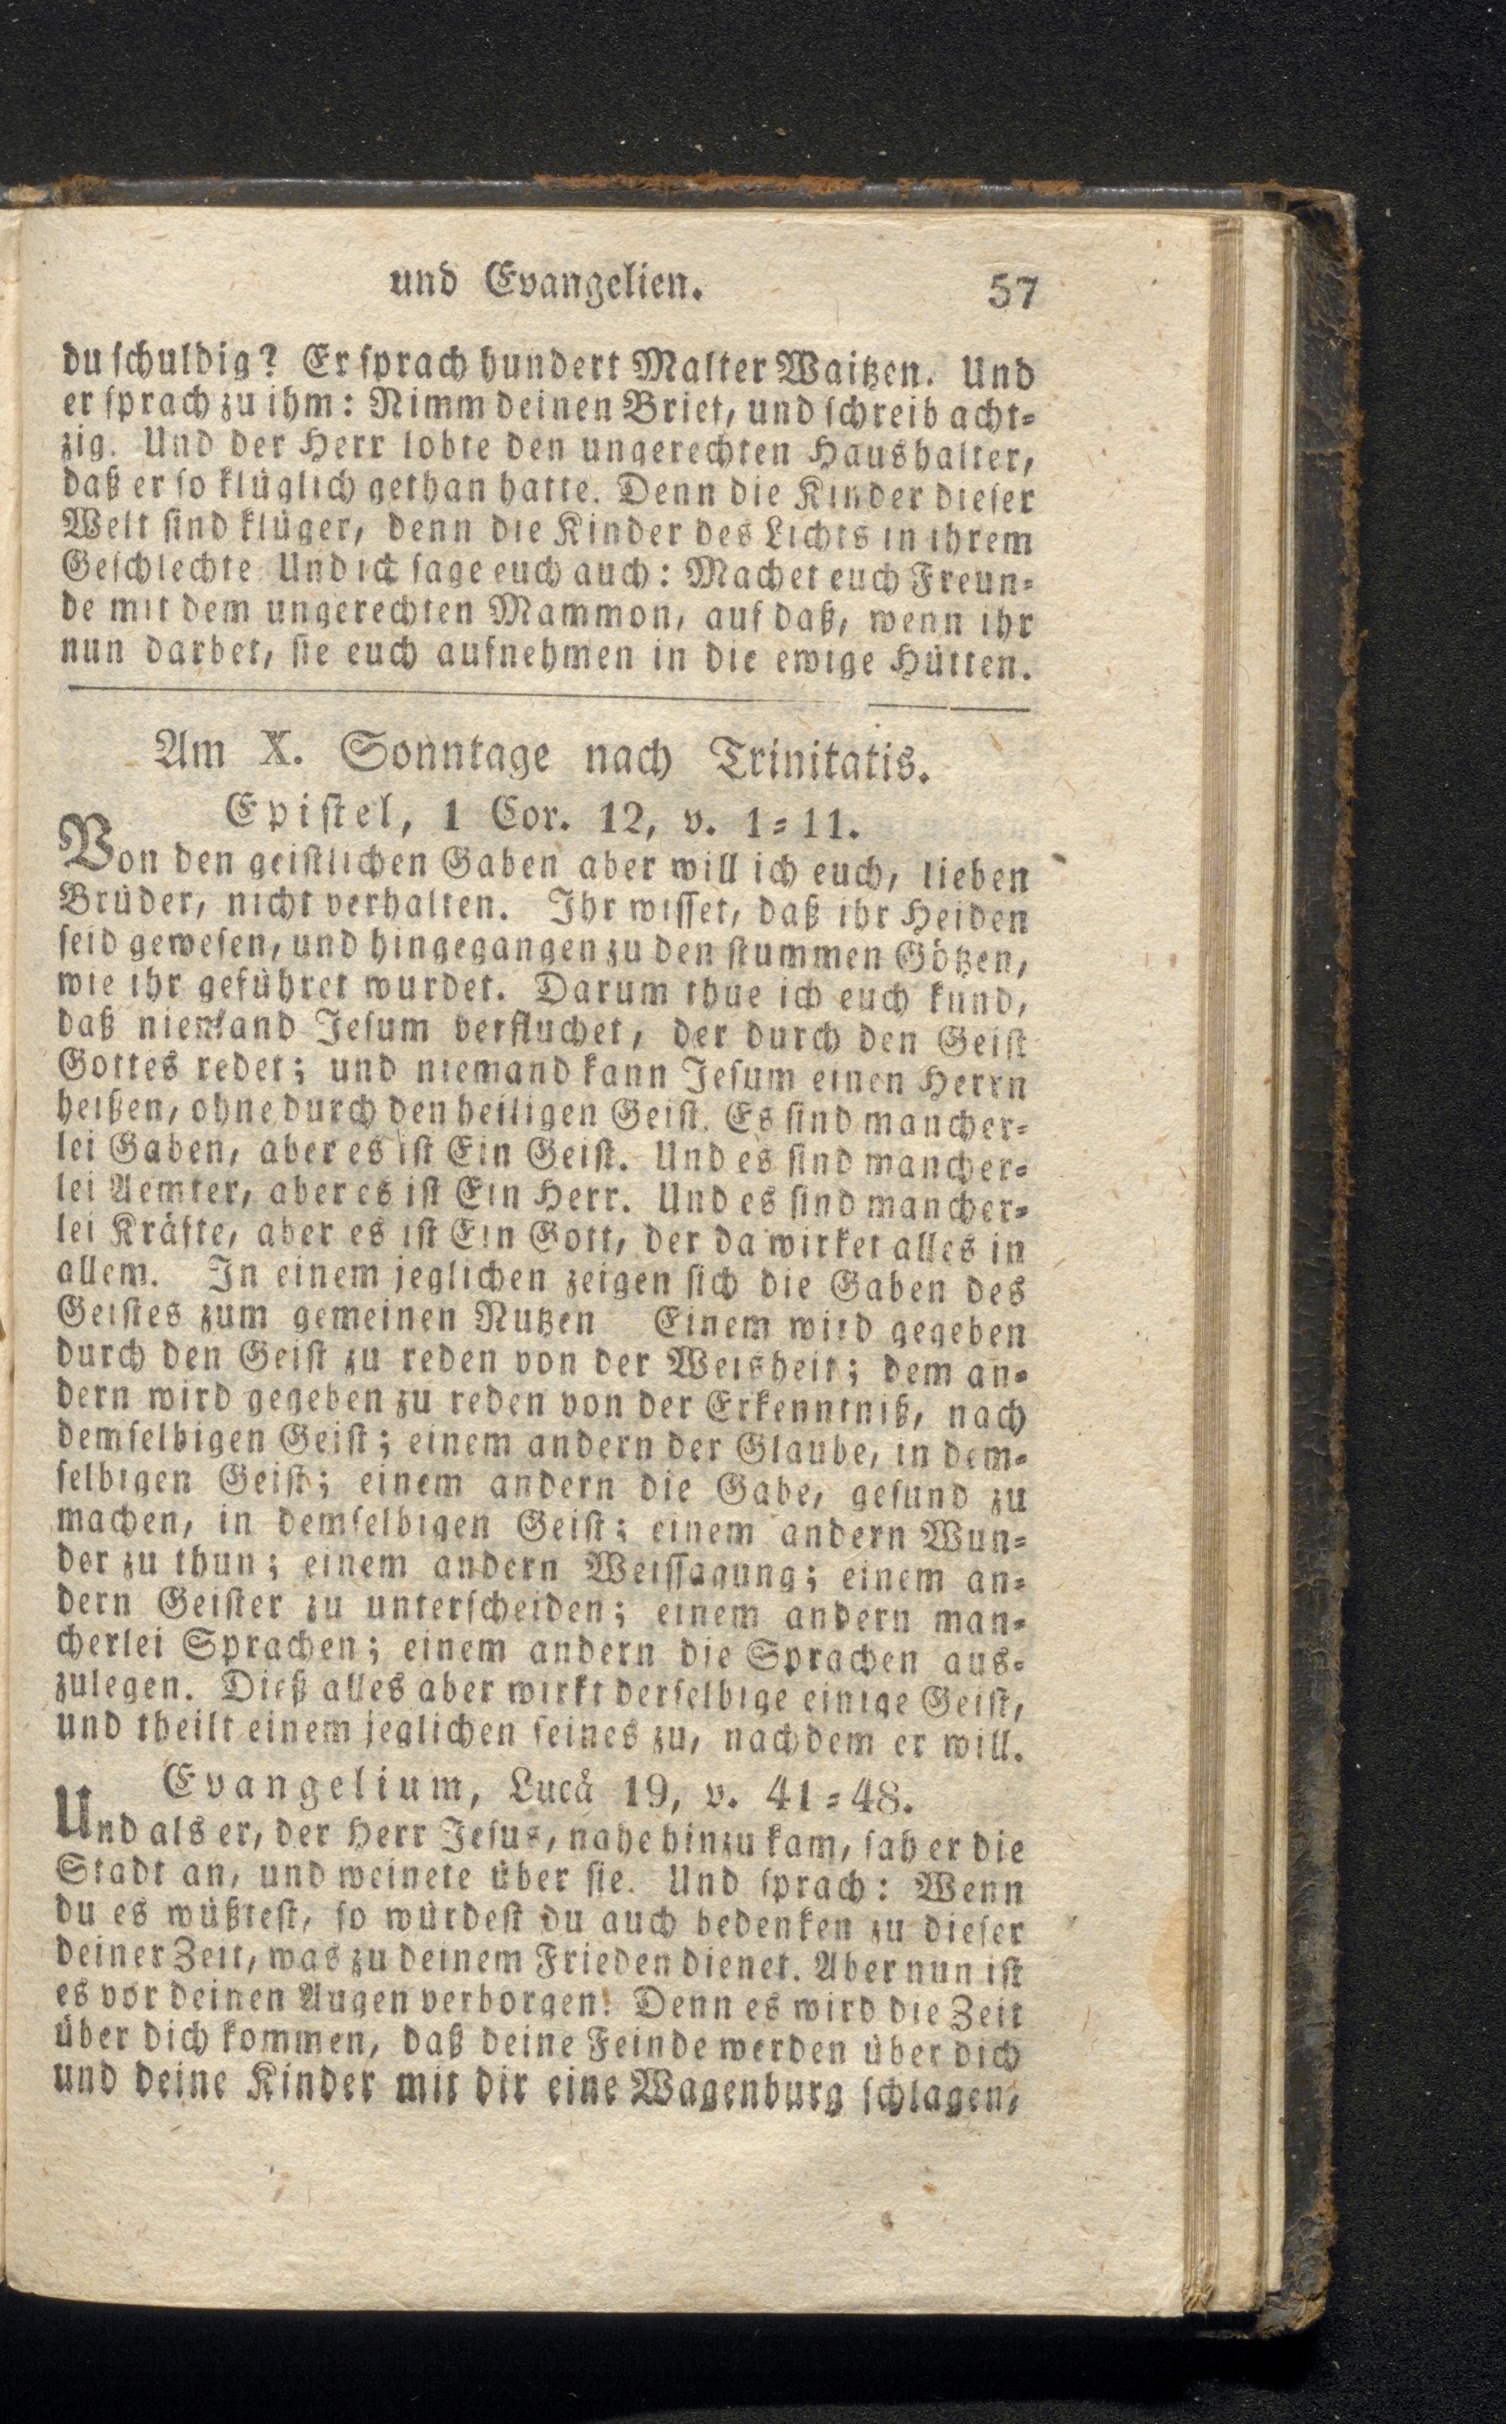 und Evangelien. 57
du ſchuldig? Er ſprach hundert Malter Waitzen. Und
er ſprach zu ihm: Nimm deinen Brief, und ſchreib acht⸗
zig. Und der Herr lobte den ungerechten Haushalter,
daß er ſo klüglich gethan hatte. Denn die Kinder dieſer
Welt ſind klüger, denn die Kinder des Lichts in ihrem
Geſchlechte Und ich ſage euch auch: Machet euch Freun⸗
de mit dem ungerechten Mammon, auf daß, wenn ihr
nun darbet, ſie euch aufnehmen in die ewige Hütten.
Am X. Sonntage nach Trinitatis.
Epiſtel, 1 Cor. 12, v. 1⸗11.
Von den geiſtlichen Gaben aber will ich euch, lieben
Brüder, nicht verhalten. Ihr wiſſet, daß ihr Heiden
ſeid geweſen, und hingegangen zu den ſtummen Götzen,
wie ihr geführet wurdet. Darum thue ich euch kund,
daß niemand Jeſum verfluchet, der durch den Geiſt
Gottes redet; und niemand kann Jeſum einen Herrn
heißen, ohne durch den heiligen Geiſt. Es ſind mancher⸗
lei Gaben, aber es iſt Ein Geiſt. Und es ſind mancher⸗
lei Aemter, aber es iſt Ein Herr. Und es ſind mancher⸗
lei Kräfte, aber es iſt Ein Gott, der da wirket alles in
allem. In einem jeglichen zeigen ſich die Gaben des
Geiſtes zum gemeinen Nutzen Einem wird gegeben
durch den Geiſt zu reden von der Weisheit; dem an⸗
dern wird gegeben zu reden von der Erkenntniß, nach
demſelbigen Geiſt; einem andern der Glaube, in dem⸗
ſelbigen Geiſt; einem andern die Gabe, geſund zu
machen, in demſelbigen Geiſt; einem andern Wun⸗
der zu thun; einem andern Weiſſagung; einem an⸗
dern Geiſter zu unterſcheiden; einem andern man⸗
cherlei Sprachen; einem andern die Sprachen aus⸗
zulegen. Dieß alles aber wirkt derſelbige einige Geiſt,
und theilt einem jeglichen ſeines zu, nachdem er will.
Evangelium, Lucä 19, v. 41⸗48.
Und als er, der Herr Jeſus, nahe hinzu kam, ſah er die
Stadt an, und weinete über ſie. Und ſprach: Wenn
du es wüßteſt, ſo würdeſt du auch bedenken zu dieſer
deiner Zeit, was zu deinem Frieden dienet. Aber nun iſt
es vor deinen Augen verborgen. Denn es wird die Zeit
über dich kommen, daß deine Feinde werden über dich
und deine Kinder mit dir eine Wagenburg ſchlagen,